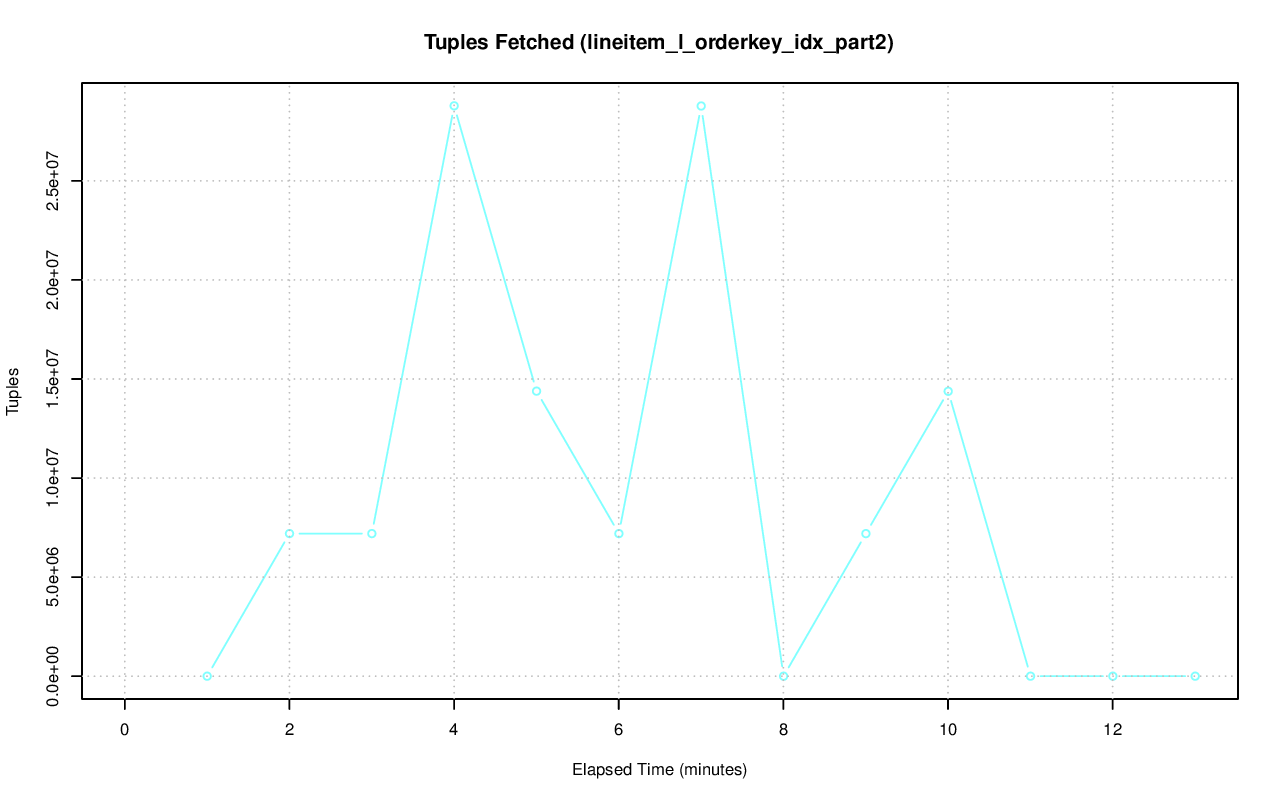 Tuples Fetched (lineitem_l_orderkey_idx_part2)
Tuples
2.5e+07
2.0e+07
1.5e+07
1.0e+07
5.0e+06
0.0e+00
0 2 4 6 8 10 12
Elapsed Time (minutes)